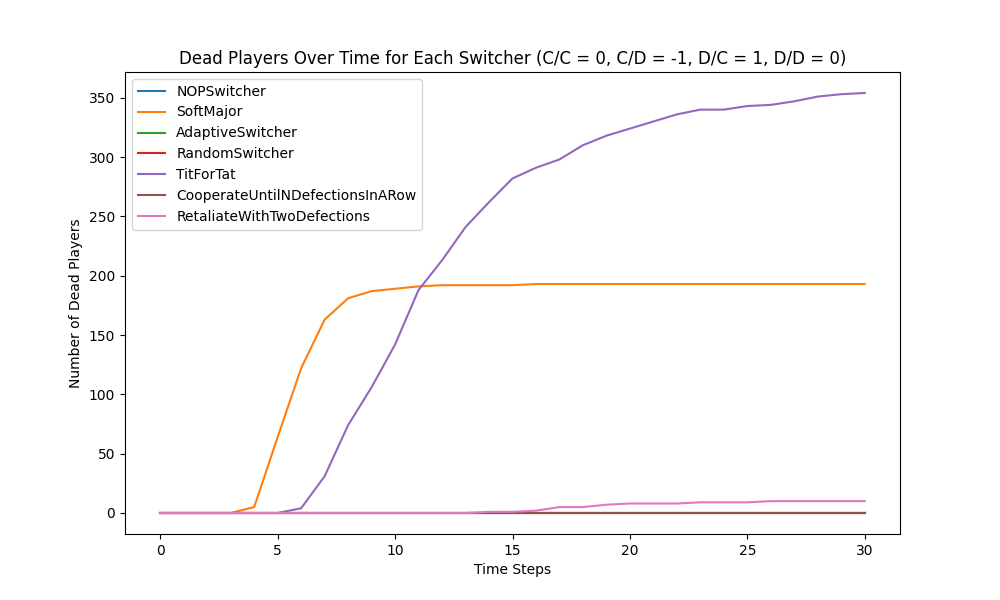 Dead Players Over Time for Each Switcher (C/C = 0, C/D = -1, D/C = 1, D/D = 0)
NOPSwitcher
SoftMajor
AdaptiveSwitcher
RandomSwitcher
TitForTat
CooperateUntilNDefectionsInARow
RetaliateWithTwoDefections
Number of Dead Players
350
300
250
200
150
100
50
0
0 5 10 15 20 25 30
Time Steps